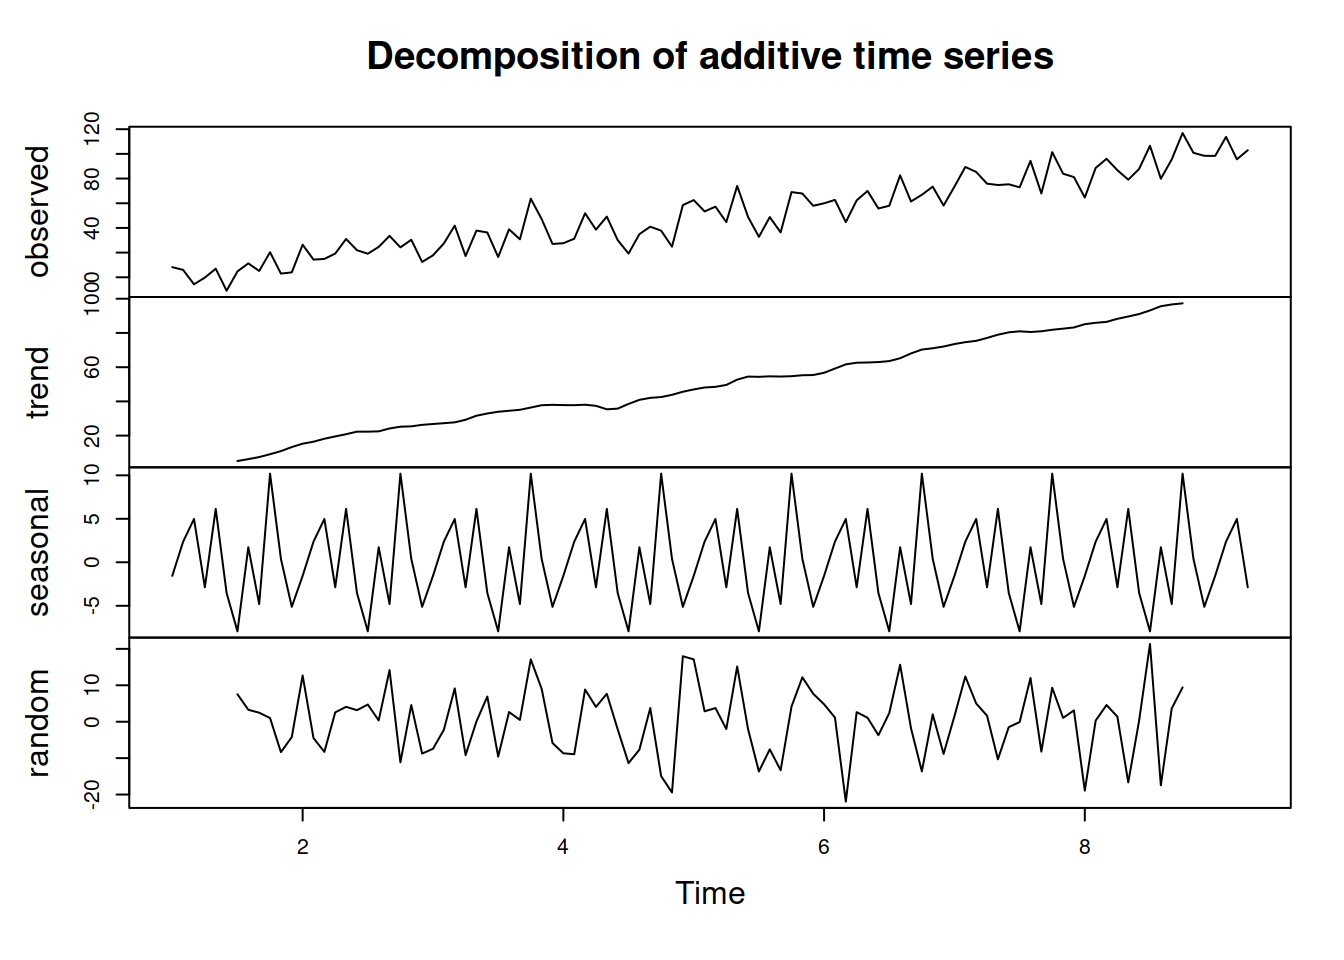 Decomposition of additive time series
observed
0 40 80 120
trend
20 60 100
seasonal
-5 0 5 10
random
-20 0 10
2 4 6 8
Time